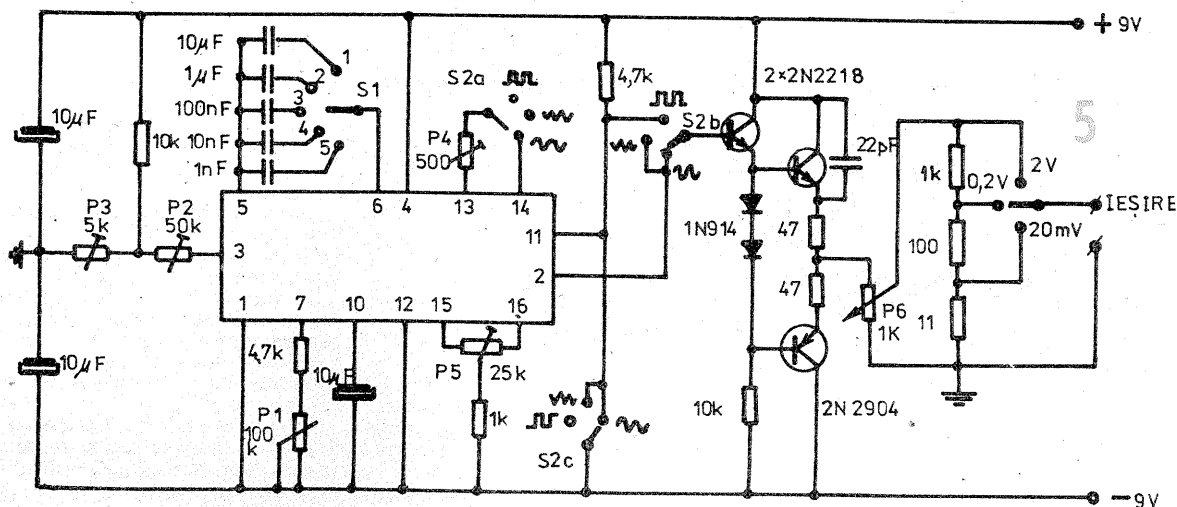 + 9V
10µF
1
1µF
2
100nF
3
S1
10nF
4
1nF
5
10µF
10k
S2a
P4
500
4,7k
S2b
2×2N2218
22pF
5
1k
0,2V
2V
IESIRE
20mV
100
11
P3
5k
P2
50k
5
6
4
13
14
3
11
2
1
7
10
12
15
16
1N914
47
47
P6
1K
10µF
4,7k
P1
100
k
10µF
P5
25k
1k
S2c
10k
2N 2904
− 9V